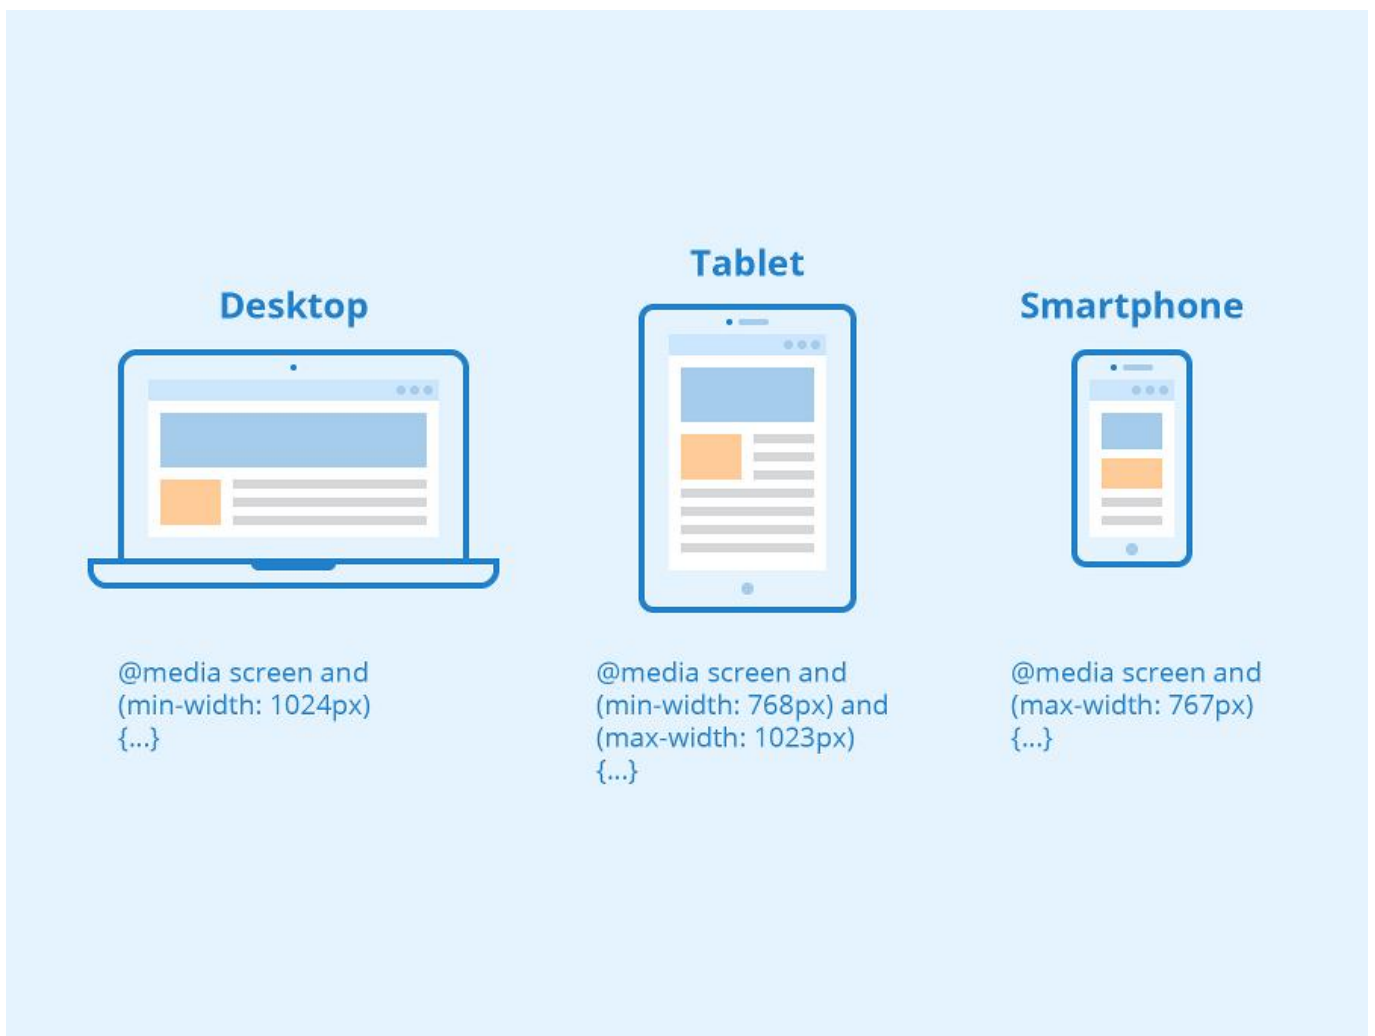 Desktop
@media screen and
(min-width: 1024px)
{...}
Tablet
@media screen and
(min-width: 768px) and
(max-width: 1023px)
{...}
Smartphone
@media screen and
(max-width: 767px)
{...}